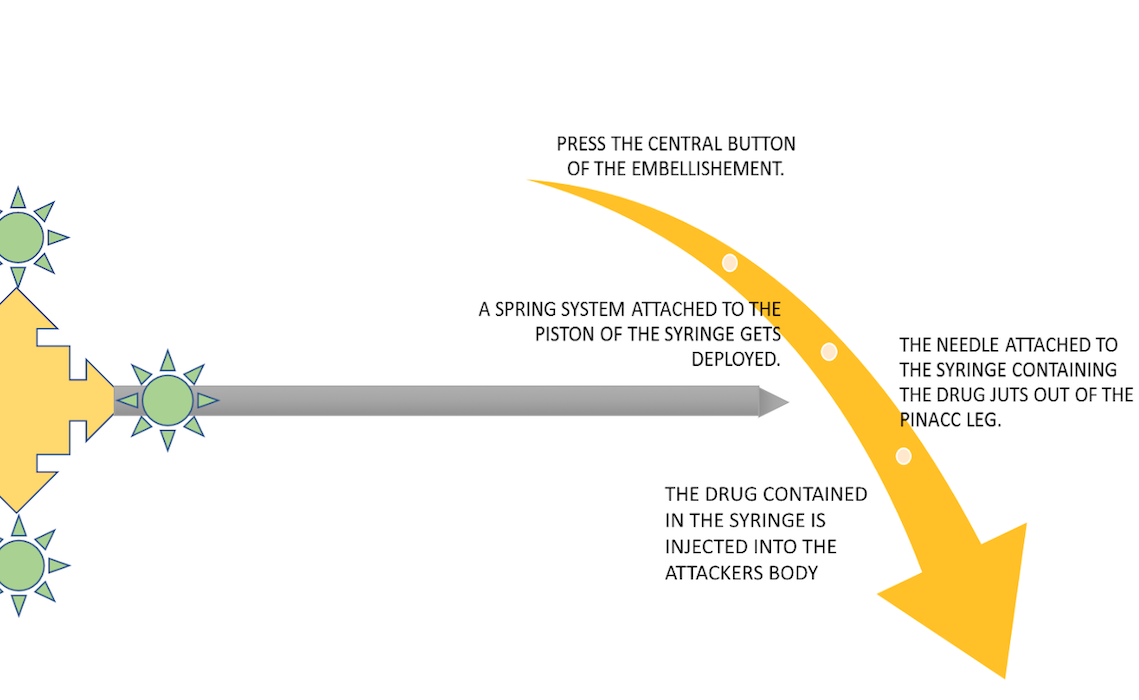 PRESS THE CENTRAL BUTTON
OF THE EMBELLISHEMENT.
A SPRING SYSTEM ATTACHED TO THE
PISTON OF THE SYRINGE GETS
DEPLOYED.
THE NEEDLE ATTACHED TO
THE SYRINGE CONTAINING
THE DRUG JUTS OUT OF THE
PINACC LEG.
THE DRUG CONTAINED
IN THE SYRINGE IS
INJECTED INTO THE
ATTACKERS BODY